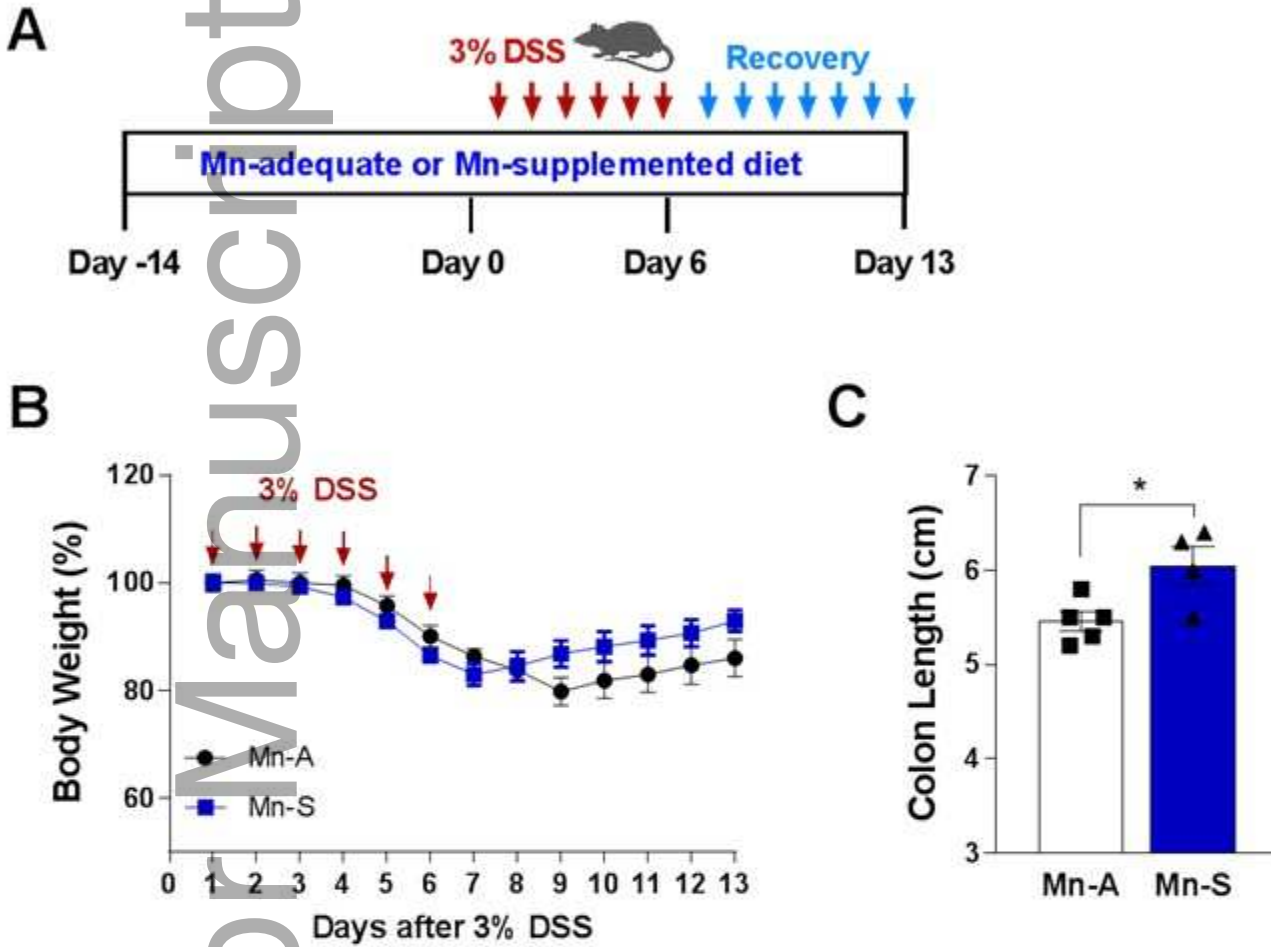 A
3% DSS
Recovery
Mn-adequate or Mn-supplemented diet
Day -14
Day 0
Day 6
Day 13
B
120
100
80
60
Body Weight (%)
3% DSS
Mn-A
Mn-S
0 1 2 3 4 5 6 7 8 9 10 11 12 13
Days after 3% DSS
C
7
6
5
4
3
Colon Length (cm)
*
Mn-A
Mn-S
or Manuscript